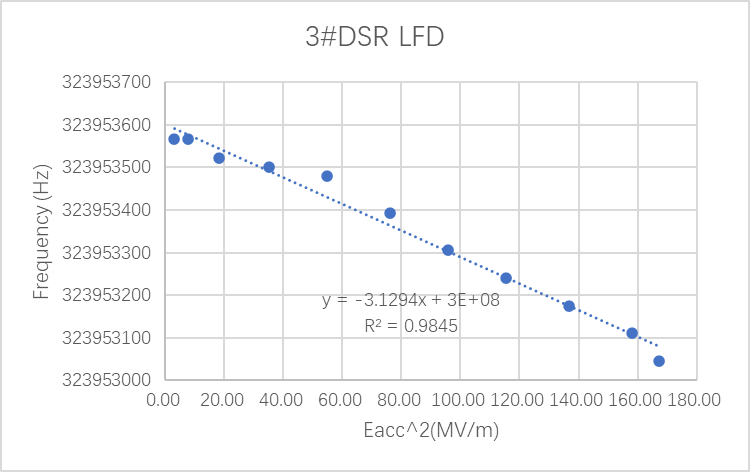 3#DSR LFD
323953700
323953600
323953500
323953400
323953300
323953200
323953100
323953000
Frequency (Hz)
y = -3.1294x + 3E+08
R² = 0.9845
0.00 20.00 40.00 60.00 80.00 100.00 120.00 140.00 160.00 180.00
Eacc^2(MV/m)